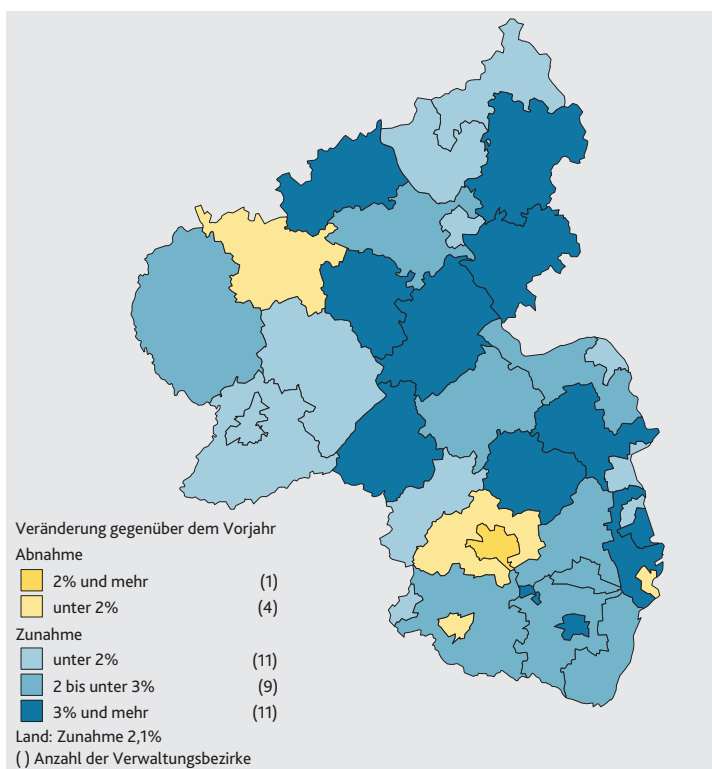 Veränderung gegenüber dem Vorjahr
Abnahme
2% und mehr (1)
unter 2% (4)
Zunahme
unter 2% (11)
2 bis unter 3% (9)
3% und mehr (11)
Land: Zunahme 2,1%
( ) Anzahl der Verwaltungsbezirke